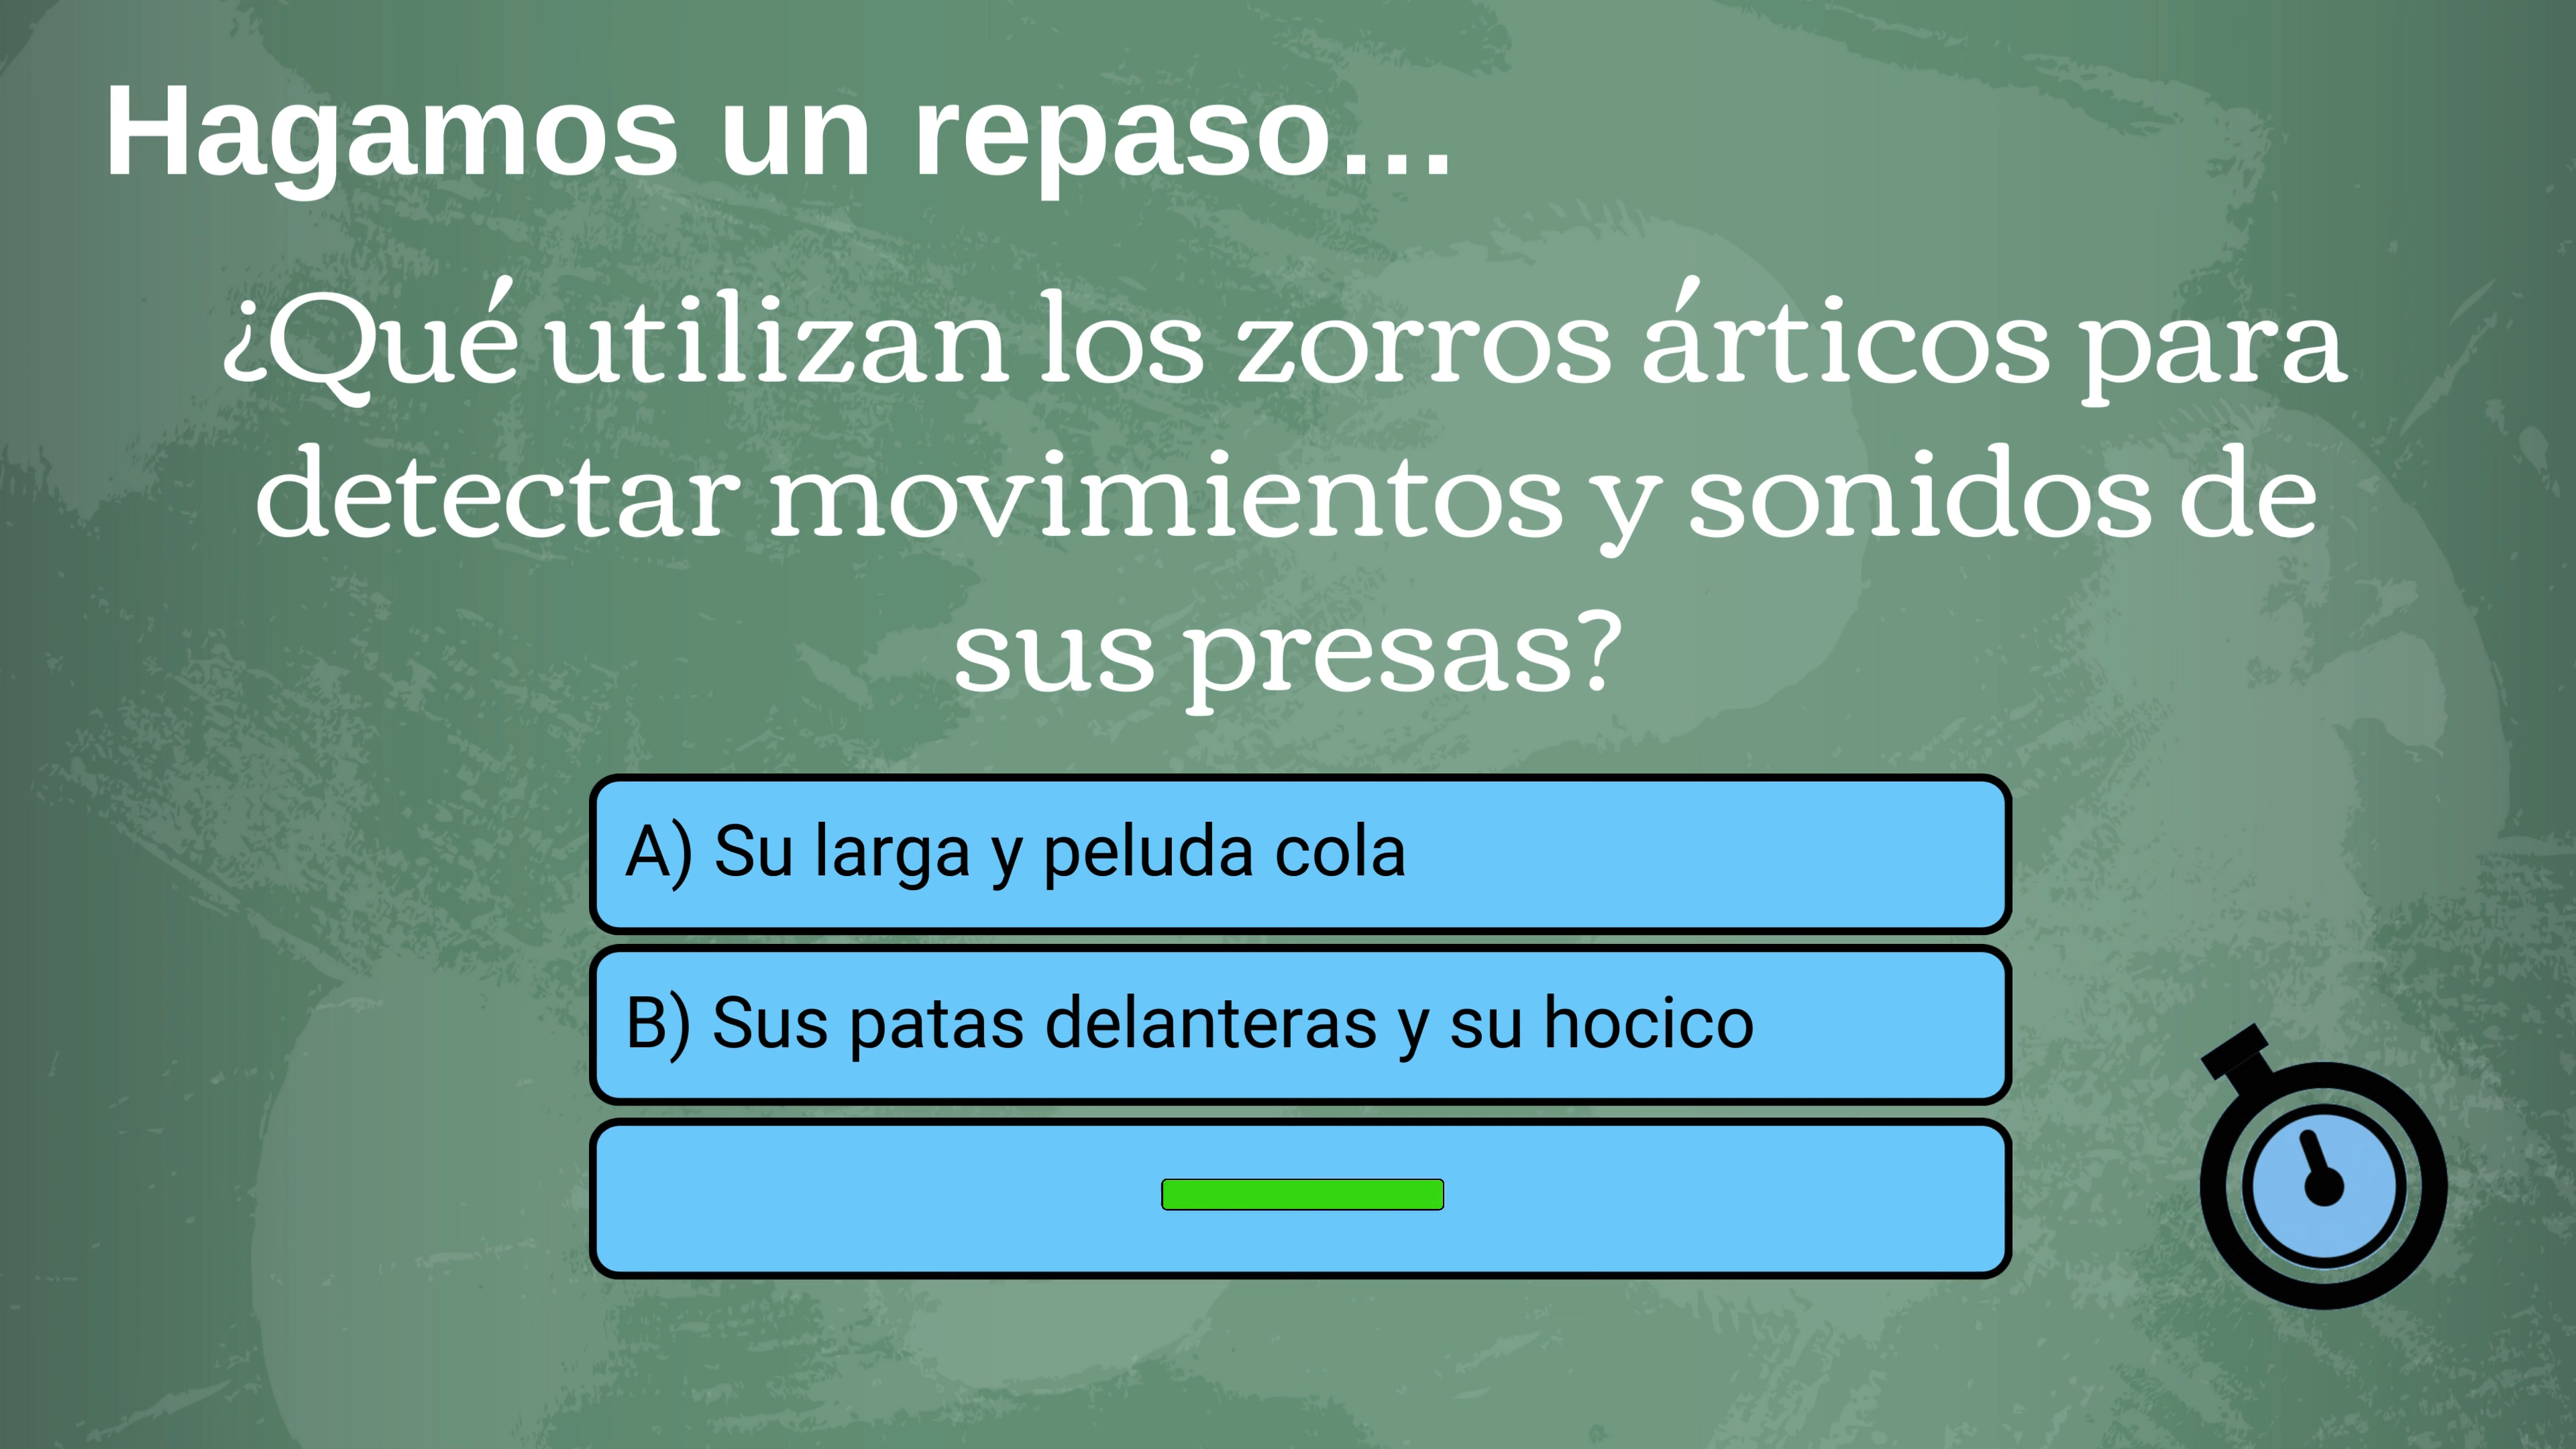 Hagamos un repaso...
¿Qué utilizan los zorros árticos para
detectar movimientos y sonidos de
sus presas?
A) Su larga y peluda cola
B) Sus patas delanteras y su hocico